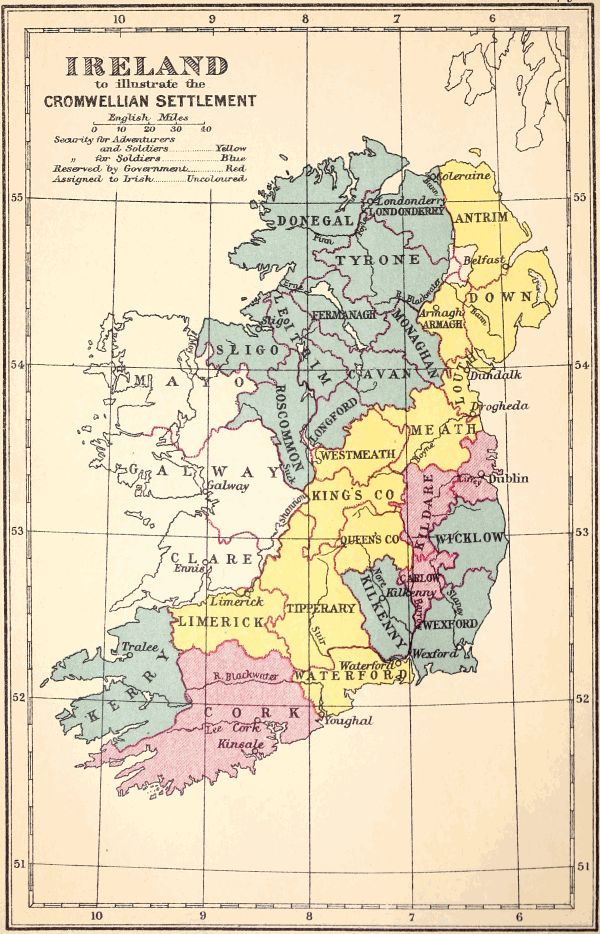 10 9 8 7 6
IRELAND
to illustrate the
CROMWELLIAN SETTLEMENT
English Miles
0 10 20 30 40
Security for Adventurers
and Soldiers Yellow
„ for Soldiers Blue
Reserved by Government Red
Assigned to Irish Uncoloured
Coleraine
Bann
55 55
Londonderry
LONDONDERRY
DONEGAL
ANTRIM
Foyle
Finn
TYRONE
Belfast
Erne
R. Blackwater
DOWN
Armagh
ARMAGH
Bann
FERMANAGH
MONAGHAN
Sligo
LEITRIM
SLIGO
Moy
54 54
MAYO
CAVAN
LOUTH
Dundalk
ROSCOMMON
LONGFORD
Drogheda
MEATH
WESTMEATH
Boyne
GALWAY
Suck
Galway
Liffey
Dublin
KING'S CO
KILDARE
Shannon
53 53
QUEEN'S CO
WICKLOW
CLARE
Ennis
CARLOW
Nore
KILKENNY
Kilkenny
Barrow
Slaney
Limerick
TIPPERARY
LIMERICK
WEXFORD
Suir
Tralee
Wexford
Waterford
WATERFORD
KERRY
R. Blackwater
52 52
CORK
Youghal
Lee Cork
Kinsale
51 51
10 9 8 7 6